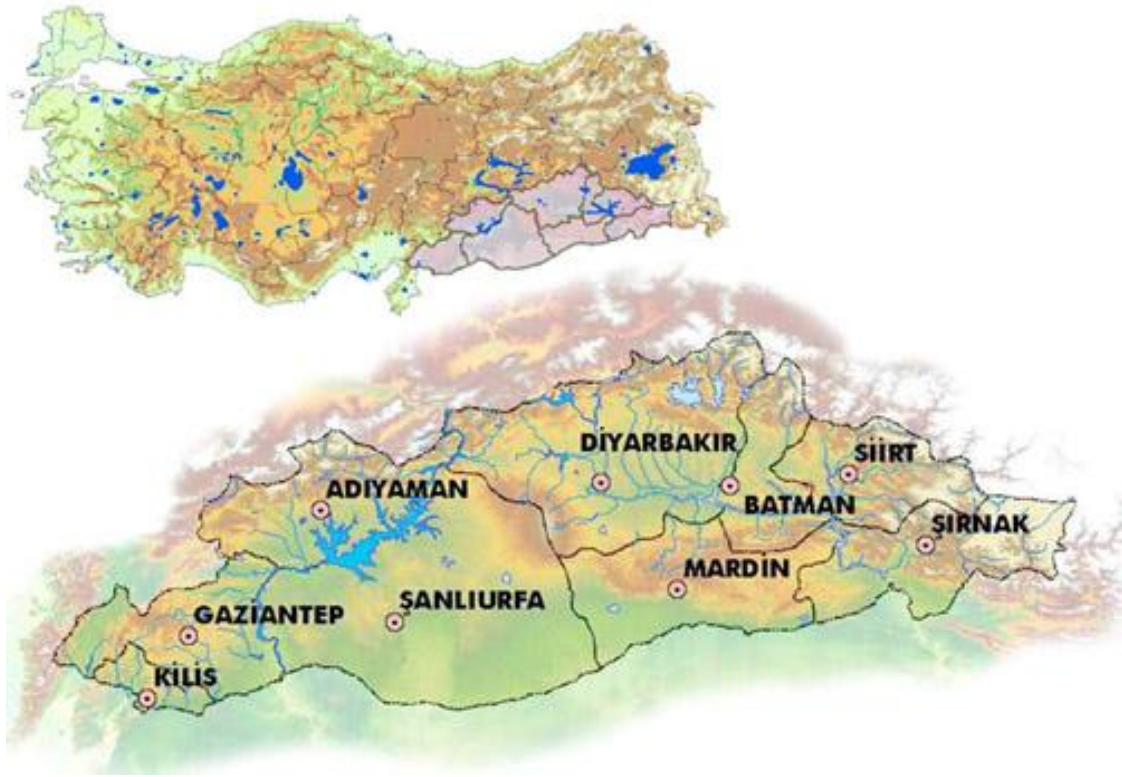 DİYARBAKIR
SİİRT
ADIYAMAN
BATMAN
ŞIRNAK
MARDİN
ŞANLIURFA
GAZİANTEP
KİLİS